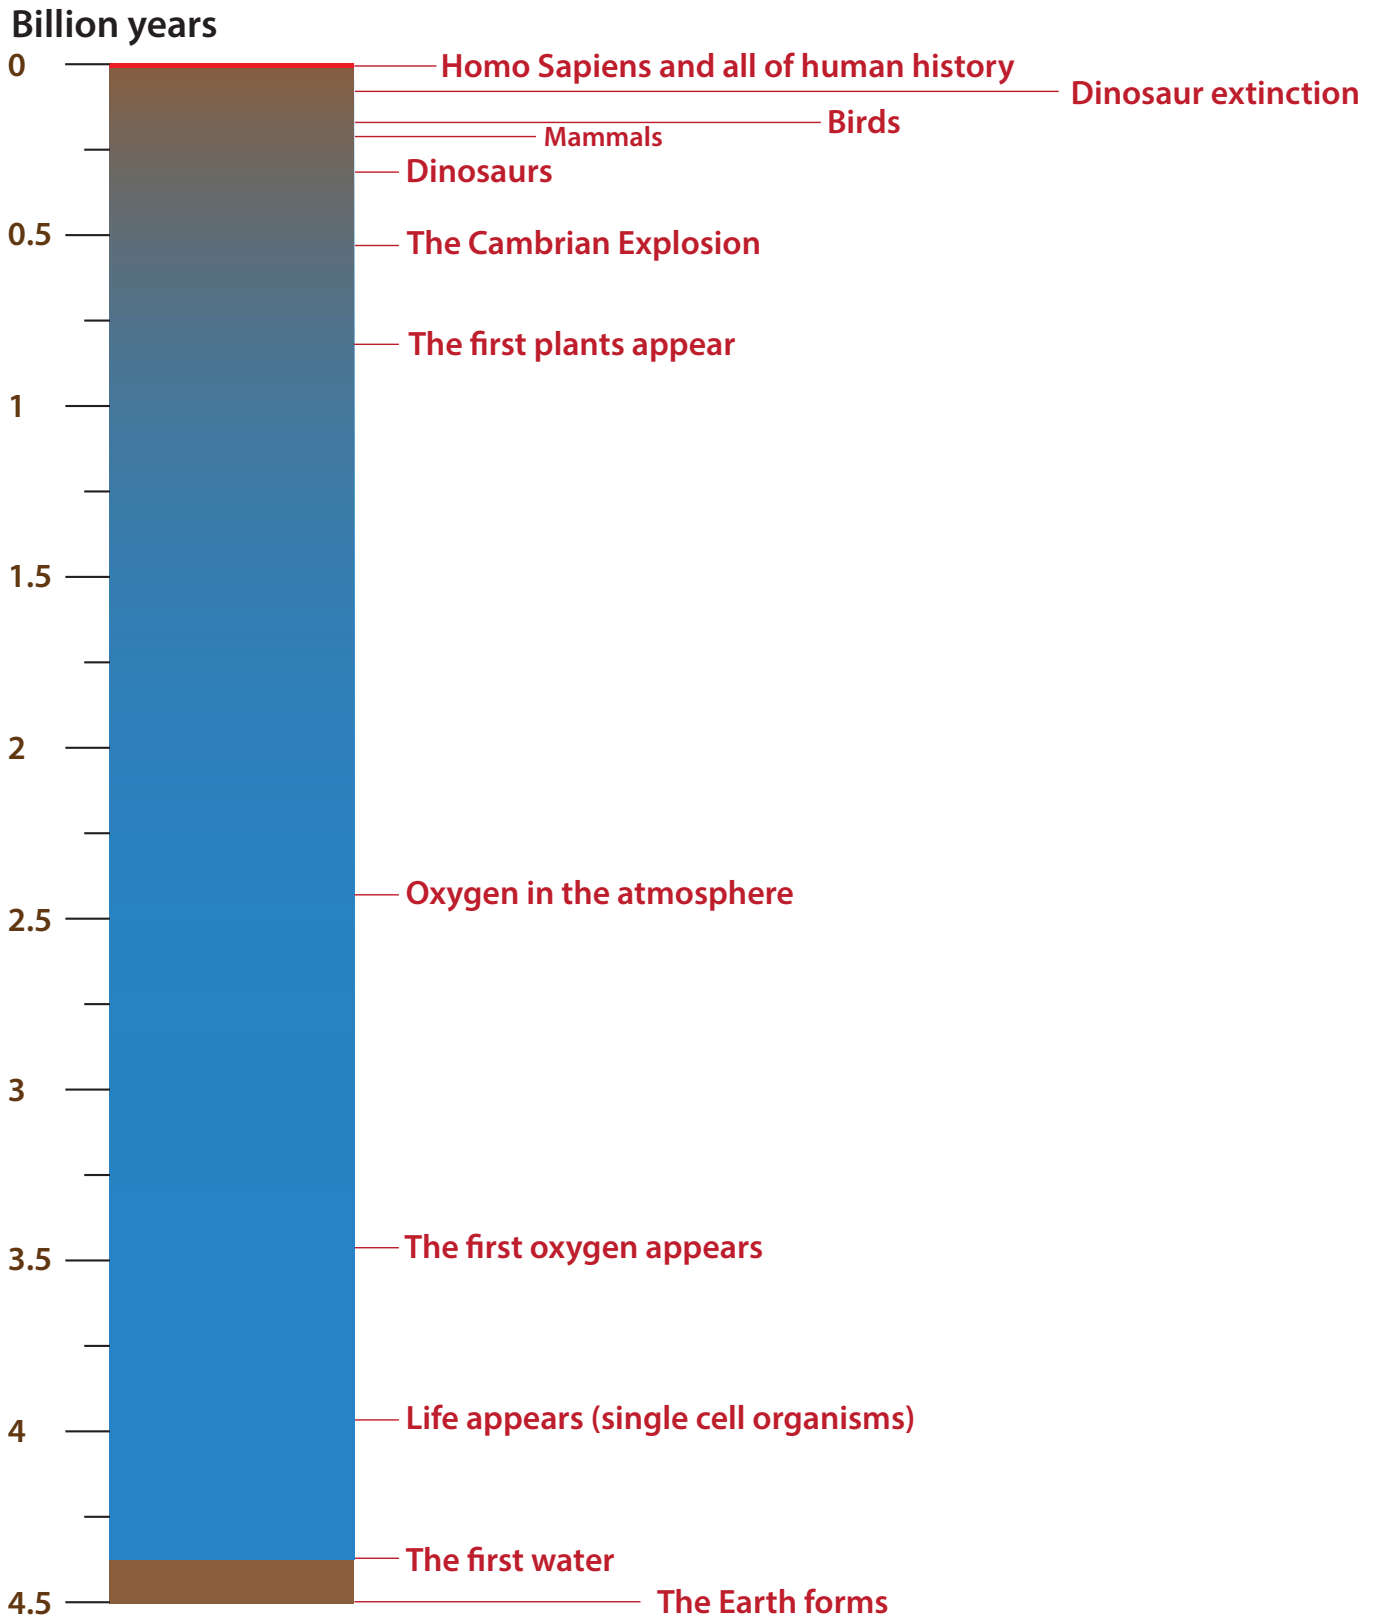 Billion years
0
Homo Sapiens and all of human history
Dinosaur extinction
Birds
Mammals
Dinosaurs
0.5
The Cambrian Explosion
The first plants appear
1
1.5
2
Oxygen in the atmosphere
2.5
3
The first oxygen appears
3.5
Life appears (single cell organisms)
4
The first water
4.5
The Earth forms